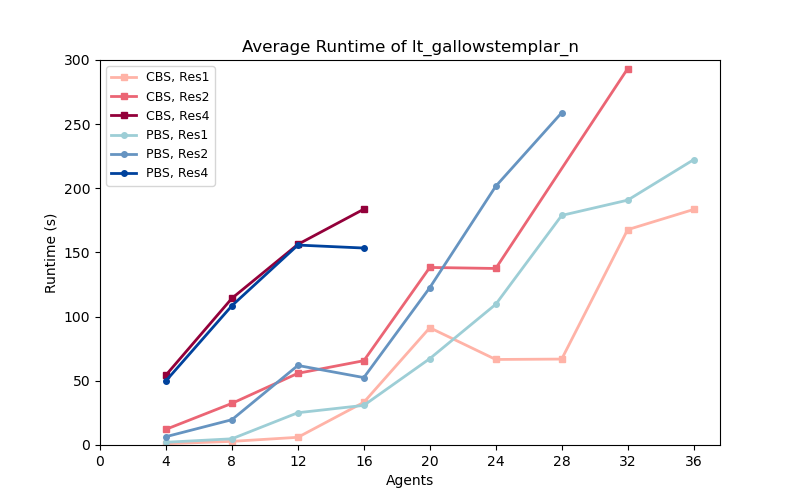 Average Runtime of lt_gallowstemplar_n
Runtime (s)
300
250
200
150
100
50
0
CBS, Res1
CBS, Res2
CBS, Res4
PBS, Res1
PBS, Res2
PBS, Res4
0 4 8 12 16 20 24 28 32 36
Agents